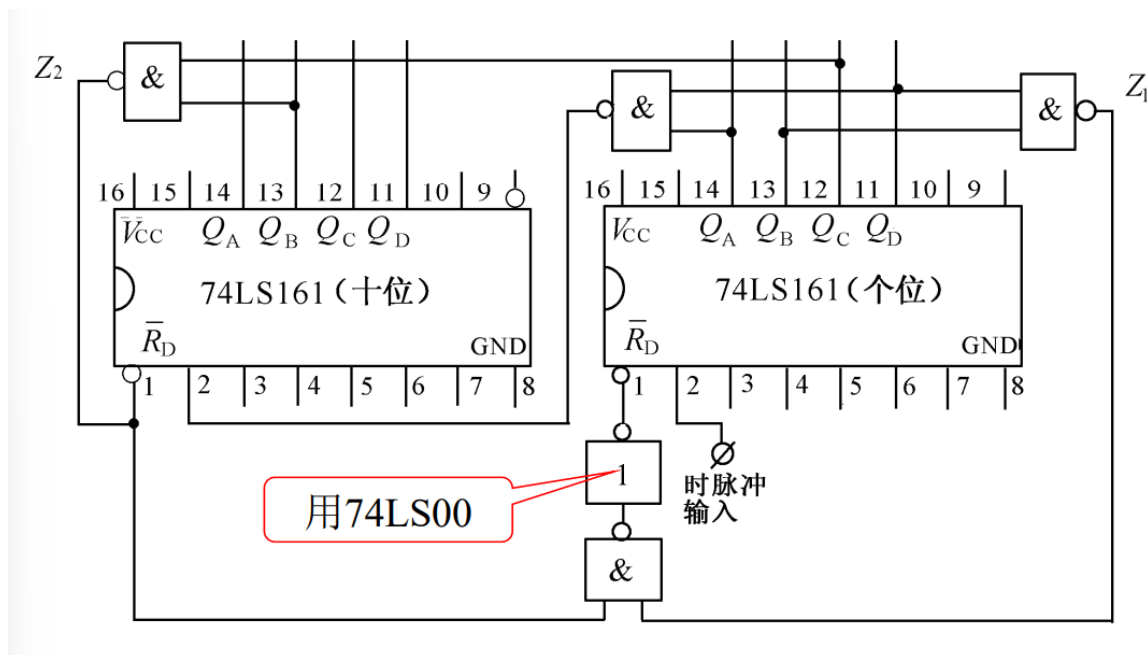 Z₂ & & & Z₁
16 15 14 13 12 11 10 9
16 15 14 13 12 11 10 9
V̄CC QA QB QC QD
VCC QA QB QC QD
74LS161（十位）
74LS161（个位）
R̄D GND
R̄D GND
1 2 3 4 5 6 7 8
1 2 3 4 5 6 7 8
1
用74LS00
时脉冲
输入
&